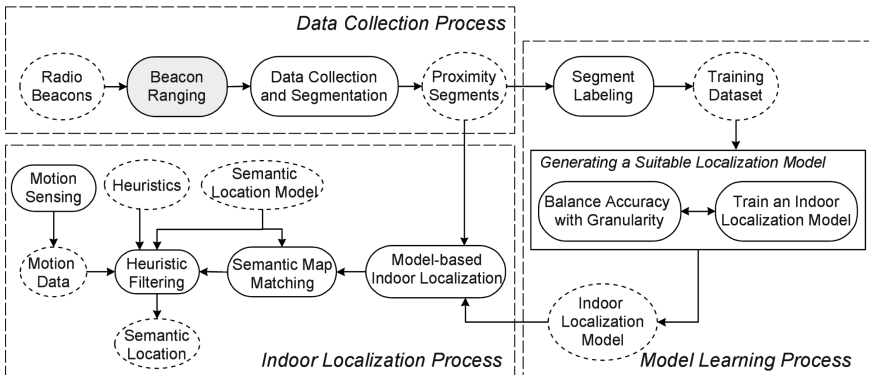 Data Collection Process
Radio
Beacons
Beacon
Ranging
Data Collection
and Segmentation
Proximity
Segments
Segment
Labeling
Training
Dataset
Generating a Suitable Localization Model
Balance Accuracy
with Granularity
Train an Indoor
Localization Model
Indoor
Localization
Model
Model Learning Process
Motion
Sensing
Heuristics
Semantic
Location Model
Motion
Data
Heuristic
Filtering
Semantic Map
Matching
Model-based
Indoor Localization
Semantic
Location
Indoor Localization Process